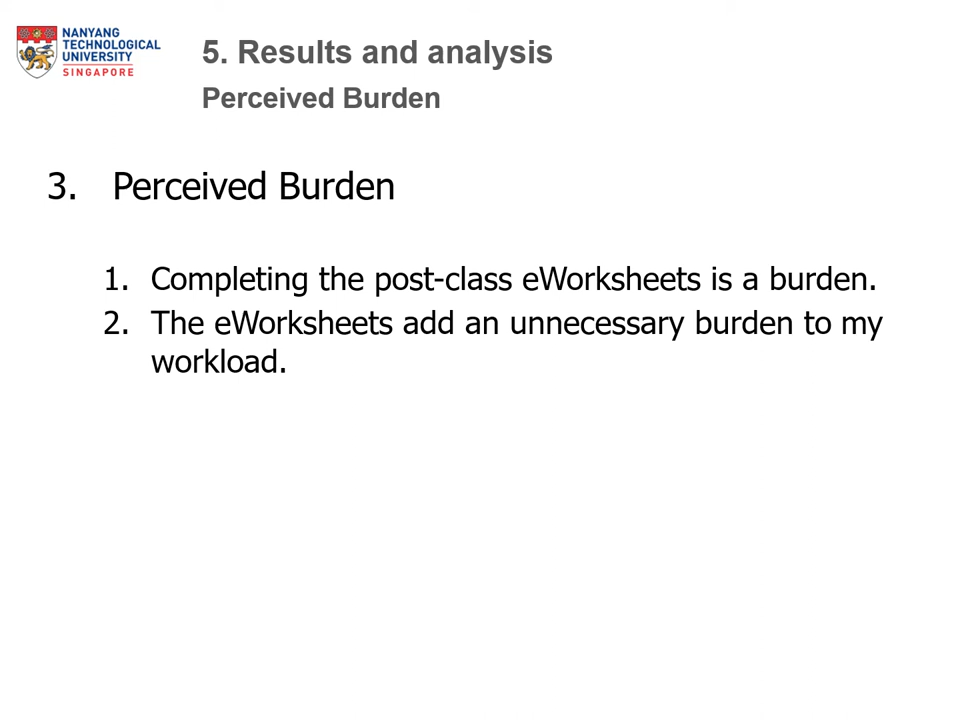 NANYANG
TECHNOLOGICAL
UNIVERSITY
SINGAPORE
5. Results and analysis
Perceived Burden
3. Perceived Burden
1. Completing the post-class eWorksheets is a burden.
2. The eWorksheets add an unnecessary burden to my
workload.